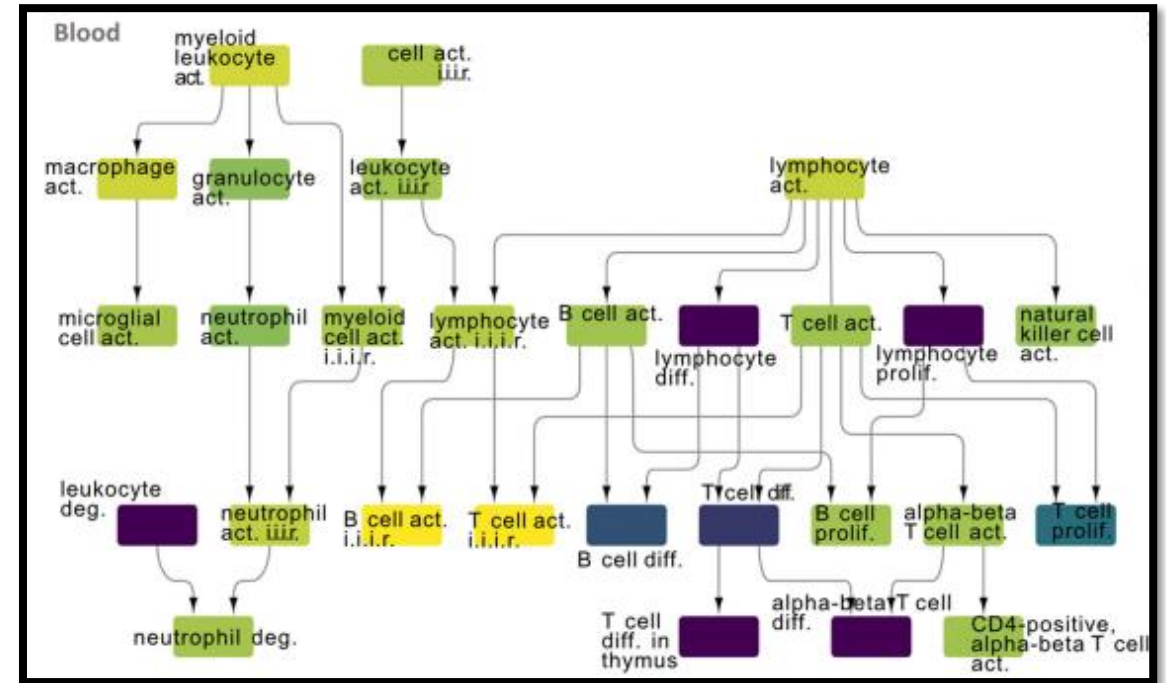 Blood
myeloid
leukocyte
act.
cell act.
i.i.i.r.
macrophage
act.
granulocyte
act.
leukocyte
act. i.i.i.r
lymphocyte
act.
microglial
cell act.
neutrophil
act.
myeloid
cell act.
i.i.i.r.
lymphocyte
act. i.i.i.r.
B cell act.
lymphocyte
diff.
T cell act.
lymphocyte
prolif.
natural
killer cell
act.
leukocyte
deg.
neutrophil
act. i.i.i.r.
B cell act.
i.i.i.r.
T cell act.
i.i.i.r.
B cell diff.
T cell diff.
B cell
prolif.
alpha-beta
T cell act.
T cell
prolif.
neutrophil deg.
T cell
diff. in
thymus
alpha-beta T cell
diff.
CD4-positive,
alpha-beta T cell
act.